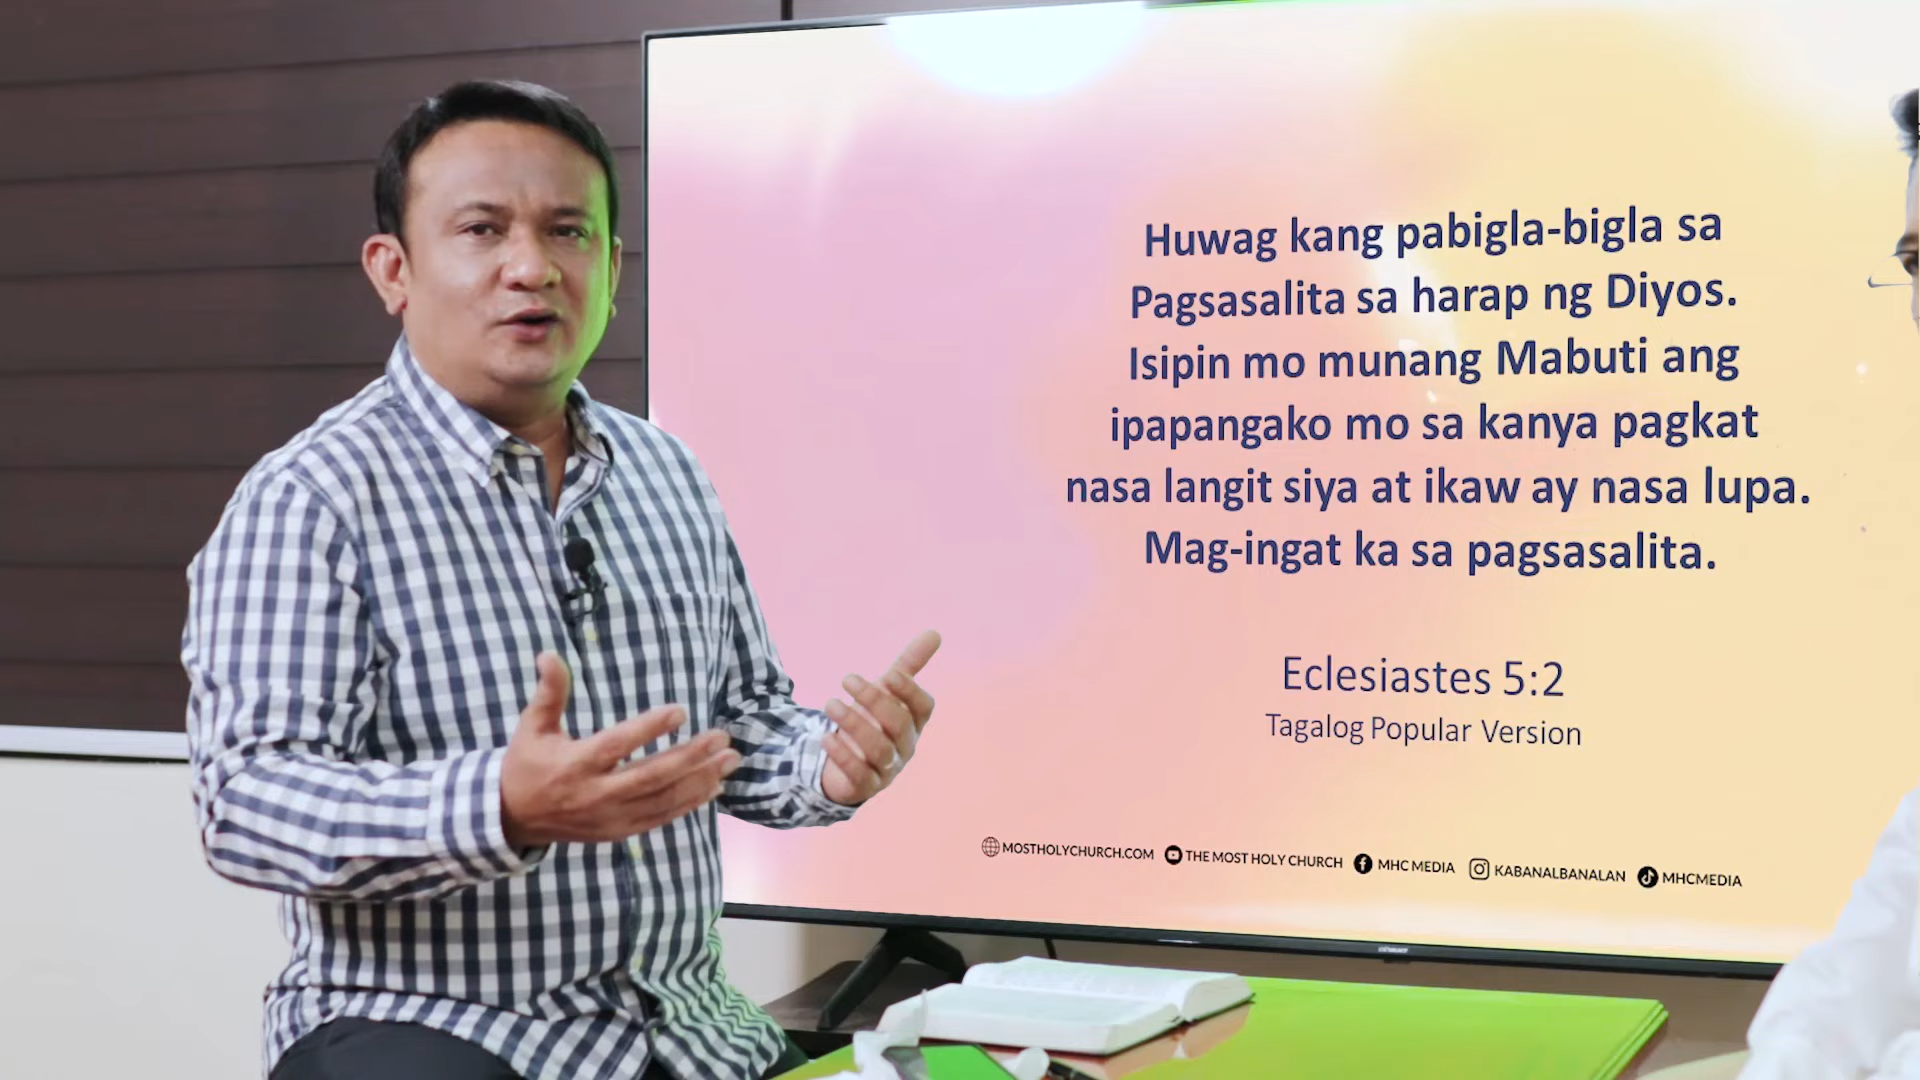 Huwag kang pabigla-bigla sa
Pagsasalita sa harap ng Diyos.
Isipin mo munang Mabuti ang
ipapangako mo sa kanya pagkat
nasa langit siya at ikaw ay nasa lupa.
Mag-ingat ka sa pagsasalita.
Eclesiastes 5:2
Tagalog Popular Version
MOSTHOLYCHURCH.COM THE MOST HOLY CHURCH MHC MEDIA KABANALBANALAN MHCMEDIA